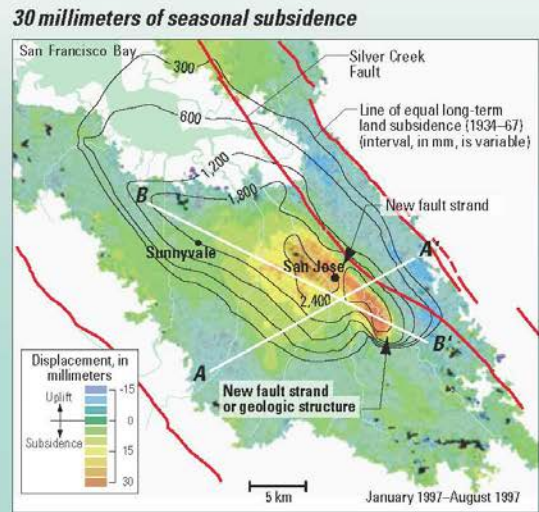 30 millimeters of seasonal subsidence
San Francisco Bay
300
Silver Creek
Fault
600
Line of equal long-term
land subsidence (1934–67)
(interval, in mm, is variable)
1,200
B
1,800
New fault strand
Sunnyvale
San Jose
A'
2,400
B'
A
Displacement, in
millimeters
Uplift
-15
0
Subsidence
15
30
New fault strand
or geologic structure
5 km
January 1997–August 1997